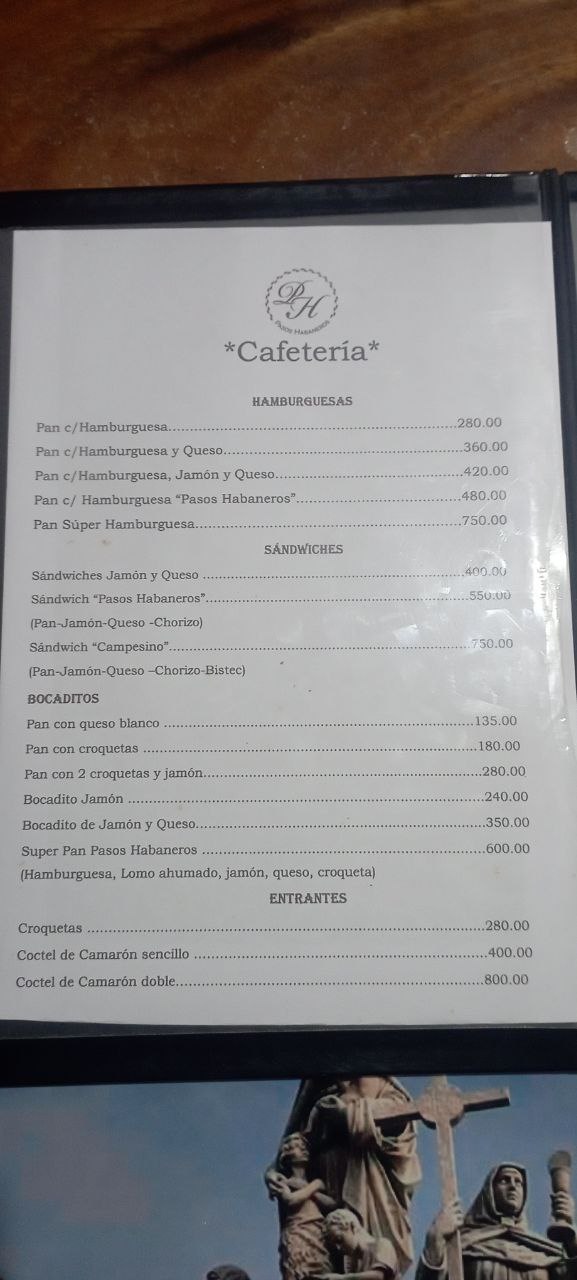 PH
PASOS HABANEROS
*Cafetería*
HAMBURGUESAS
Pan c/Hamburguesa.............................................................280.00
Pan c/Hamburguesa y Queso...................................................360.00
Pan c/Hamburguesa, Jamón y Queso........................................420.00
Pan c/ Hamburguesa “Pasos Habaneros”...................................480.00
Pan Súper Hamburguesa.........................................................750.00
SÁNDWICHES
Sándwiches Jamón y Queso .......................................................400.00
Sándwich “Pasos Habaneros”.......................................................550.00
(Pan-Jamón-Queso -Chorizo)
Sándwich “Campesino”................................................................750.00
(Pan-Jamón-Queso –Chorizo-Bistec)
BOCADITOS
Pan con queso blanco .................................................................135.00
Pan con croquetas ......................................................................180.00
Pan con 2 croquetas y jamón..........................................................280.00
Bocadito Jamón ..........................................................................240.00
Bocadito de Jamón y Queso............................................................350.00
Super Pan Pasos Habaneros ...........................................................600.00
(Hamburguesa, Lomo ahumado, jamón, queso, croqueta)
ENTRANTES
Croquetas .................................................................................280.00
Coctel de Camarón sencillo ............................................................400.00
Coctel de Camarón doble................................................................800.00